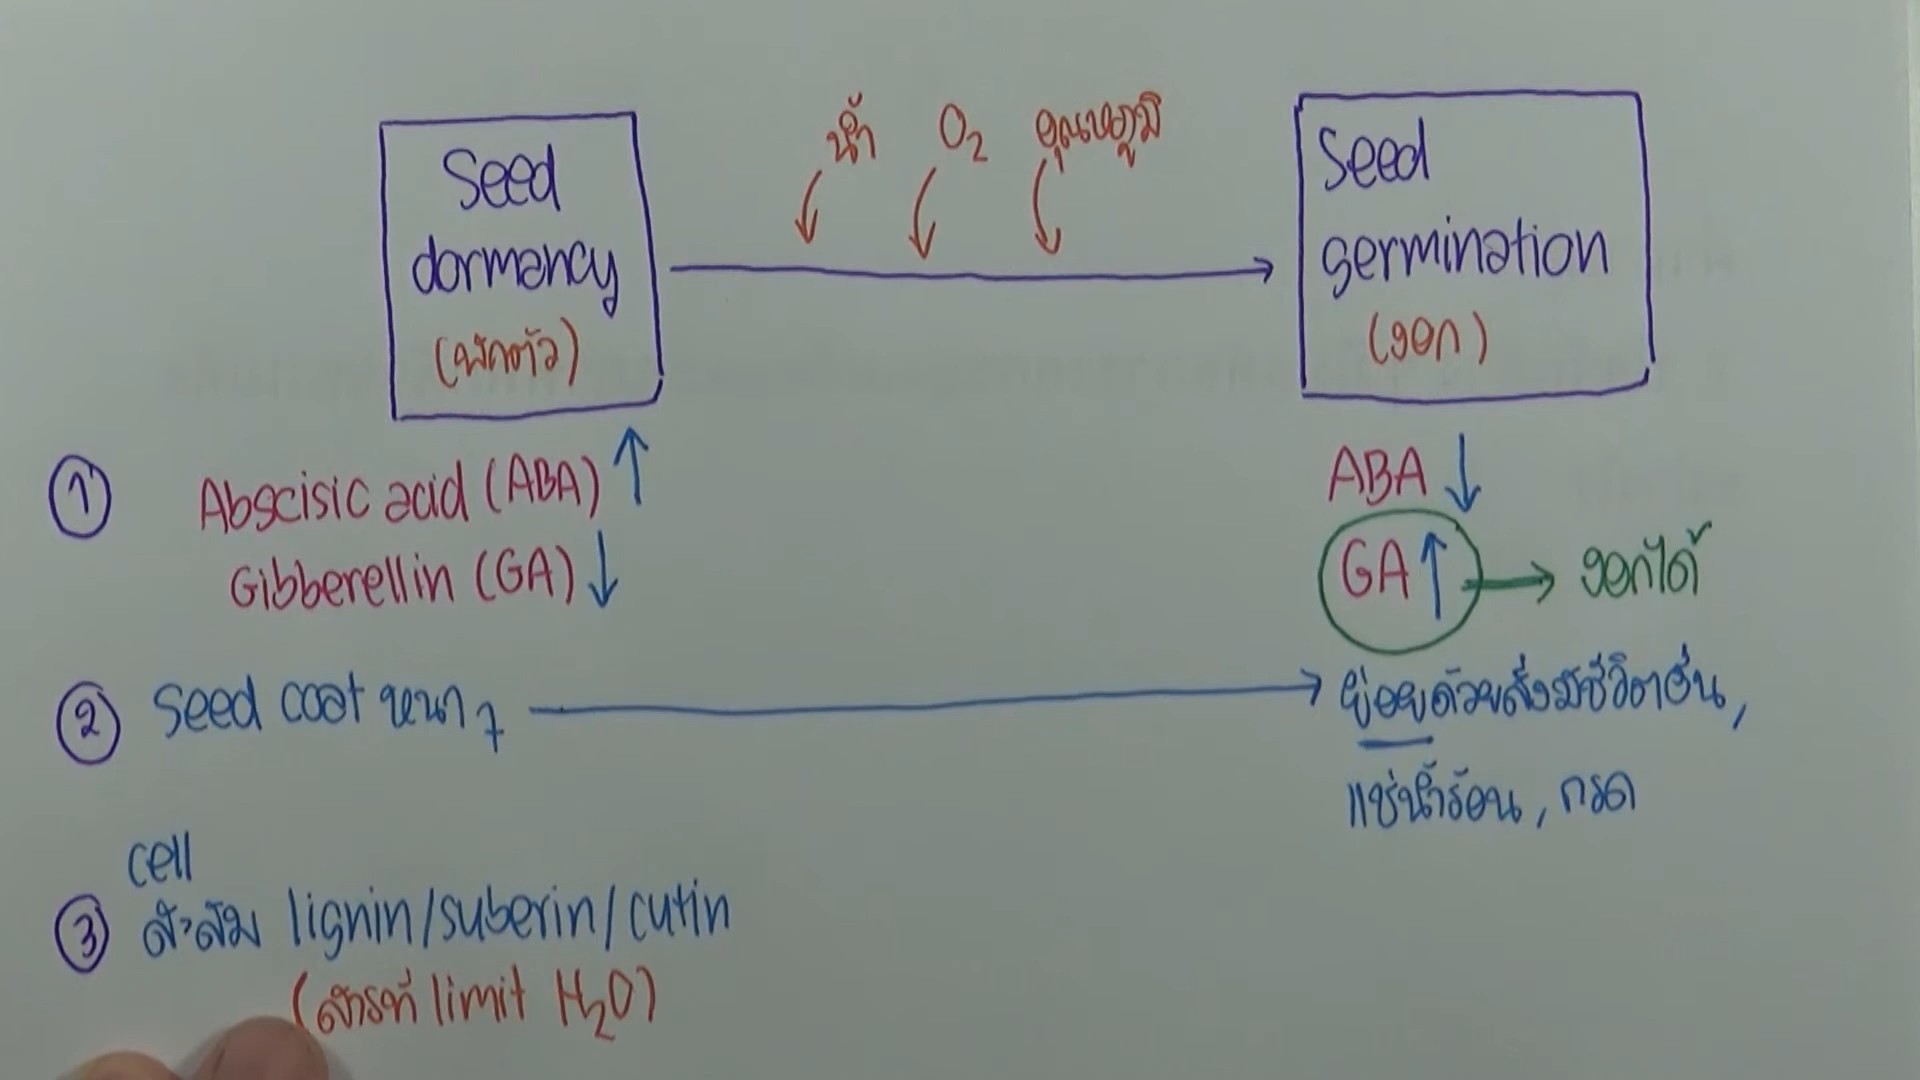 น้ำ O₂ อุณหภูมิ
Seed
dormancy
(พักตัว)
Seed
germination
(งอก)
① Abscisic acid (ABA) ↑
Gibberellin (GA) ↓
ABA ↓
GA ↑ → งอกได้
② seed coat หนาๆ → ย่อยด้วยสิ่งมีชีวิตอื่น,
แช่น้ำร้อน, กรด
cell
③ สะสม lignin/suberin/cutin
(สารที่ limit H₂O)